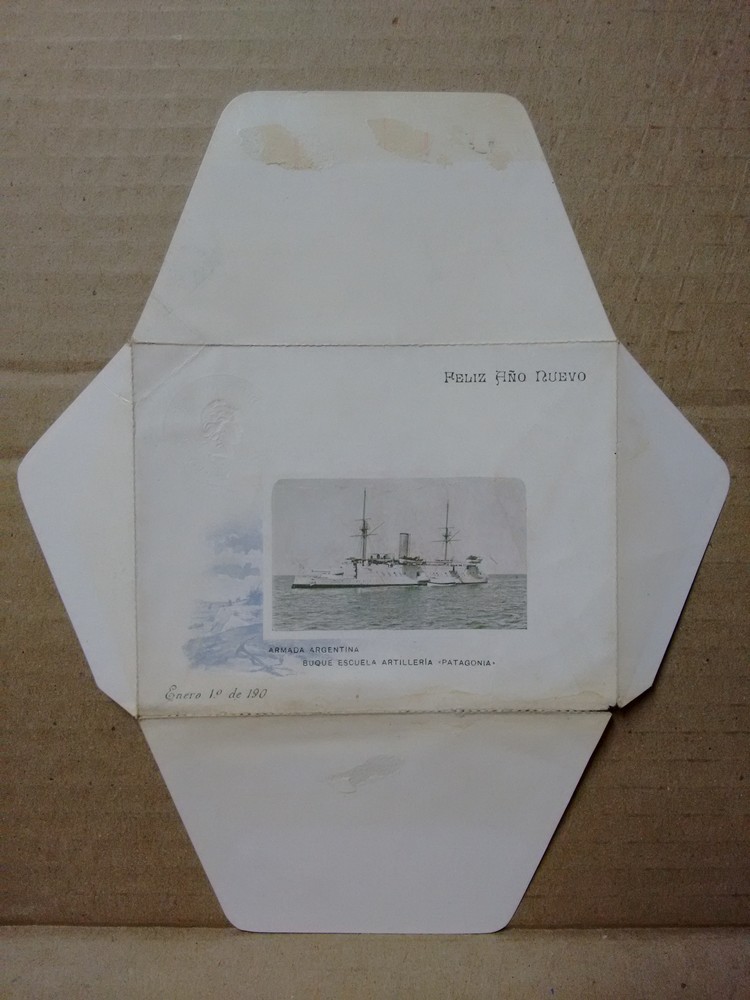 FELIZ AÑO NUEVO
ARMADA ARGENTINA
BUQUE ESCUELA ARTILLERÍA «PATAGONIA»
Enero 1º de 190